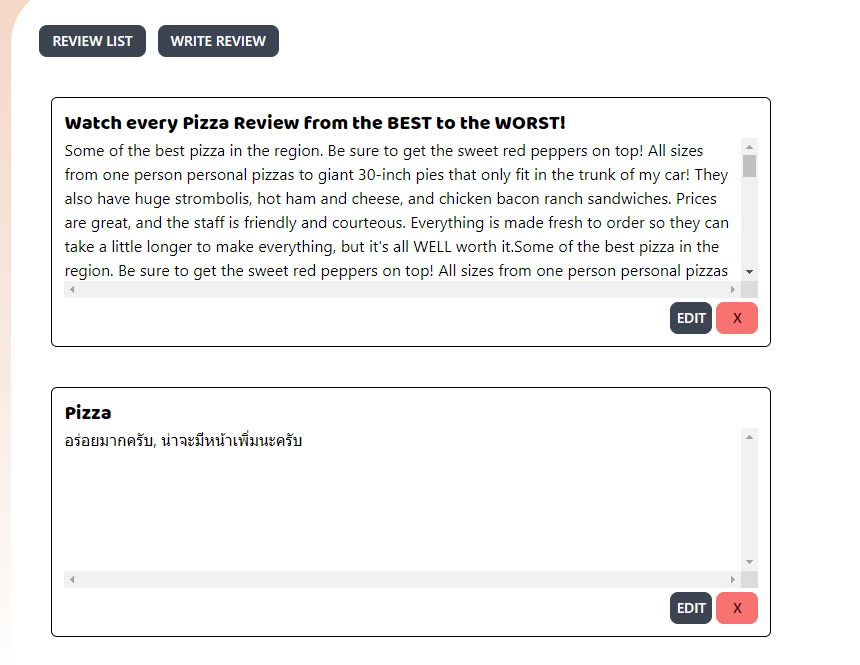 REVIEW LIST
WRITE REVIEW
Watch every Pizza Review from the BEST to the WORST!
Some of the best pizza in the region. Be sure to get the sweet red peppers on top! All sizes
from one person personal pizzas to giant 30-inch pies that only fit in the trunk of my car! They
also have huge strombolis, hot ham and cheese, and chicken bacon ranch sandwiches. Prices
are great, and the staff is friendly and courteous. Everything is made fresh to order so they can
take a little longer to make everything, but it's all WELL worth it.Some of the best pizza in the
region. Be sure to get the sweet red peppers on top! All sizes from one person personal pizzas
EDIT
X
Pizza
อร่อยมากครับ, น่าจะมีหน้าเพิ่มนะครับ
EDIT
X